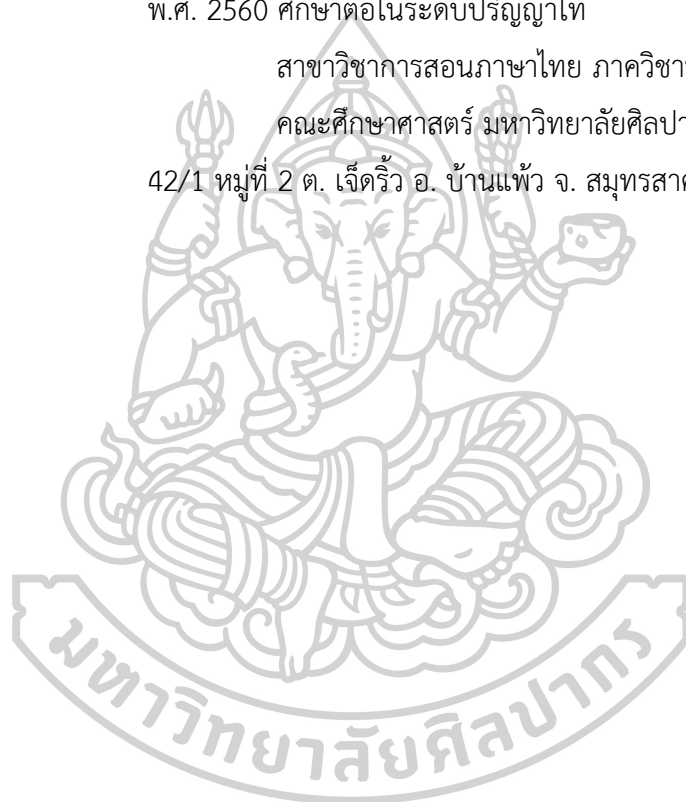 พ.ศ. 2560 ศึกษาต่อในระดับปริญญาโท
สาขาวิชาการสอนภาษาไทย ภาควิชา
คณะศึกษาศาสตร์ มหาวิทยาลัยศิลปา
42/1 หมู่ที่ 2 ต. เจ็ดริ้ว อ. บ้านแพ้ว จ. สมุทรสา
มหาวิทยาลัยศิลปากร